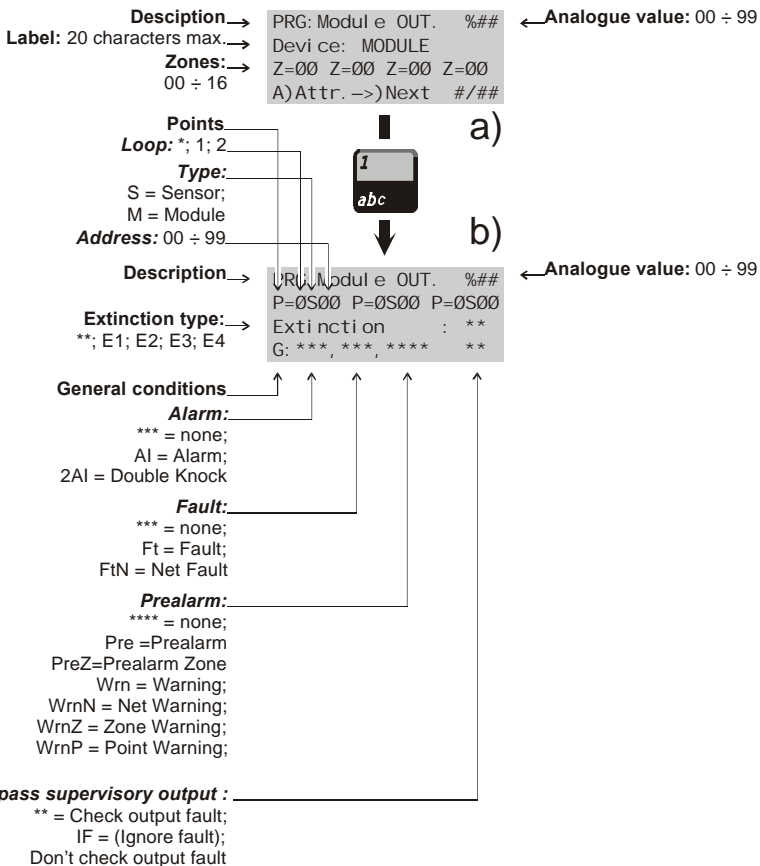 Desciption
PRG:Module OUT. %##
Analogue value: 00 ÷ 99
Label: 20 characters max.
Device: MODULE
Zones:
00 ÷ 16
Z=00 Z=00 Z=00 Z=00
A)Attr.–>)Next #/##
a)
Points
Loop: *; 1; 2
Type:
S = Sensor;
M = Module
Address: 00 ÷ 99
1
abc
b)
Description
PRG:Module OUT. %##
Analogue value: 00 ÷ 99
P=0S00 P=0S00 P=0S00
Extinction type:
**; E1; E2; E3; E4
Extinction : **
G:***,***,**** **
General conditions
Alarm:
*** = none;
Al = Alarm;
2Al = Double Knock
Fault:
*** = none;
Ft = Fault;
FtN = Net Fault
Prealarm:
**** = none;
Pre =Prealarm
PreZ=Prealarm Zone
Wrn = Warning;
WrnN = Net Warning;
WrnZ = Zone Warning;
WrnP = Point Warning;
pass supervisory output :
** = Check output fault;
IF = (Ignore fault);
Don't check output fault